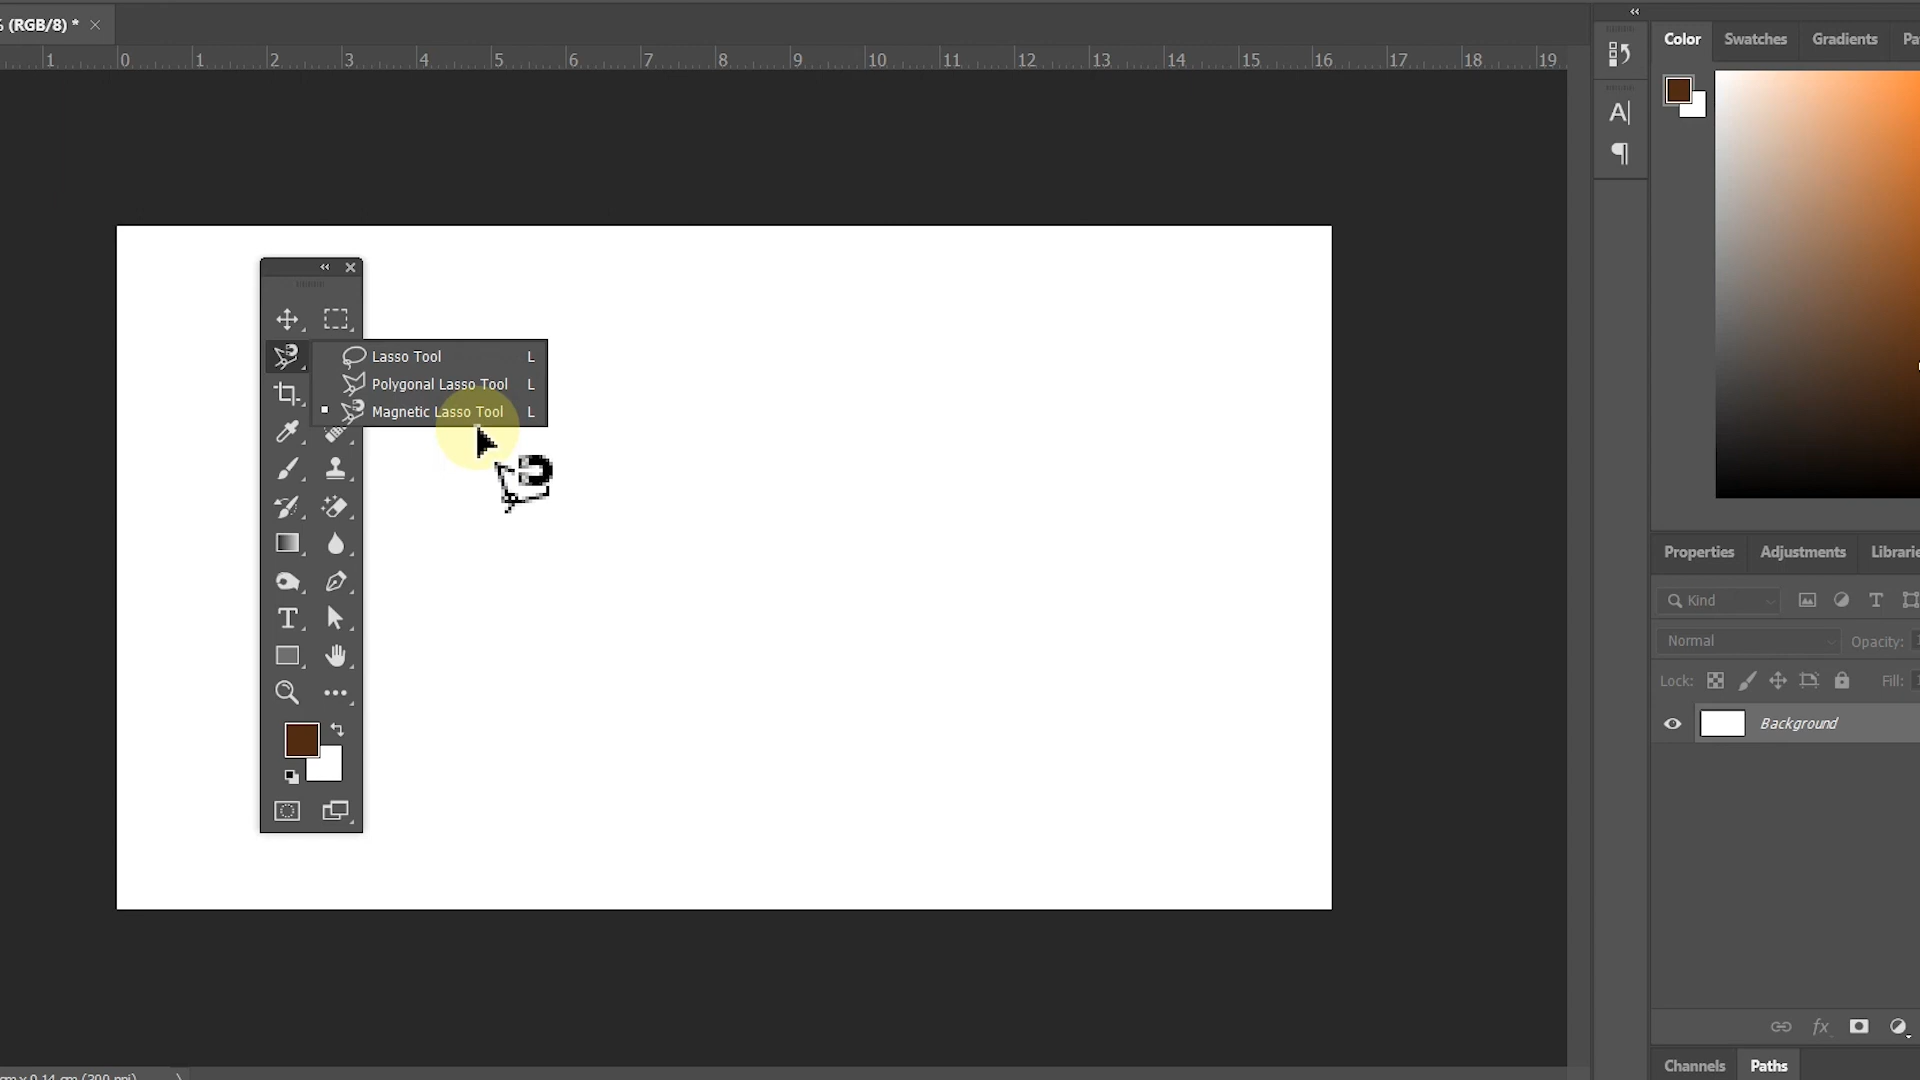 (RGB/8) *
1 0 1 2 3 4 5 6 7 8 9 10 11 12 13 14 15 16 17 18 19
Color Swatches Gradients
Lasso Tool L
Polygonal Lasso Tool L
Magnetic Lasso Tool L
Properties Adjustments
Kind
Normal Opacity:
Lock: Fill:
Background
fx
Channels Paths